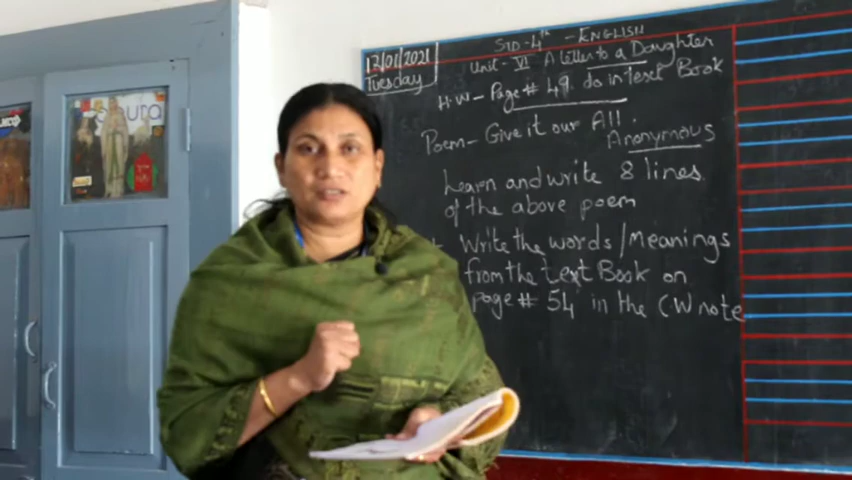 12/01/2021
Tuesday
STD-4th - ENGLISH
Unit - VI A Letter to a Daughter
H.W - Page # 49. do in text Book
Poem - Give it our All.
Anonymous
Learn and write 8 lines.
of the above poem
Write the words/Meanings
from the text Book on
page # 54 in the CW note